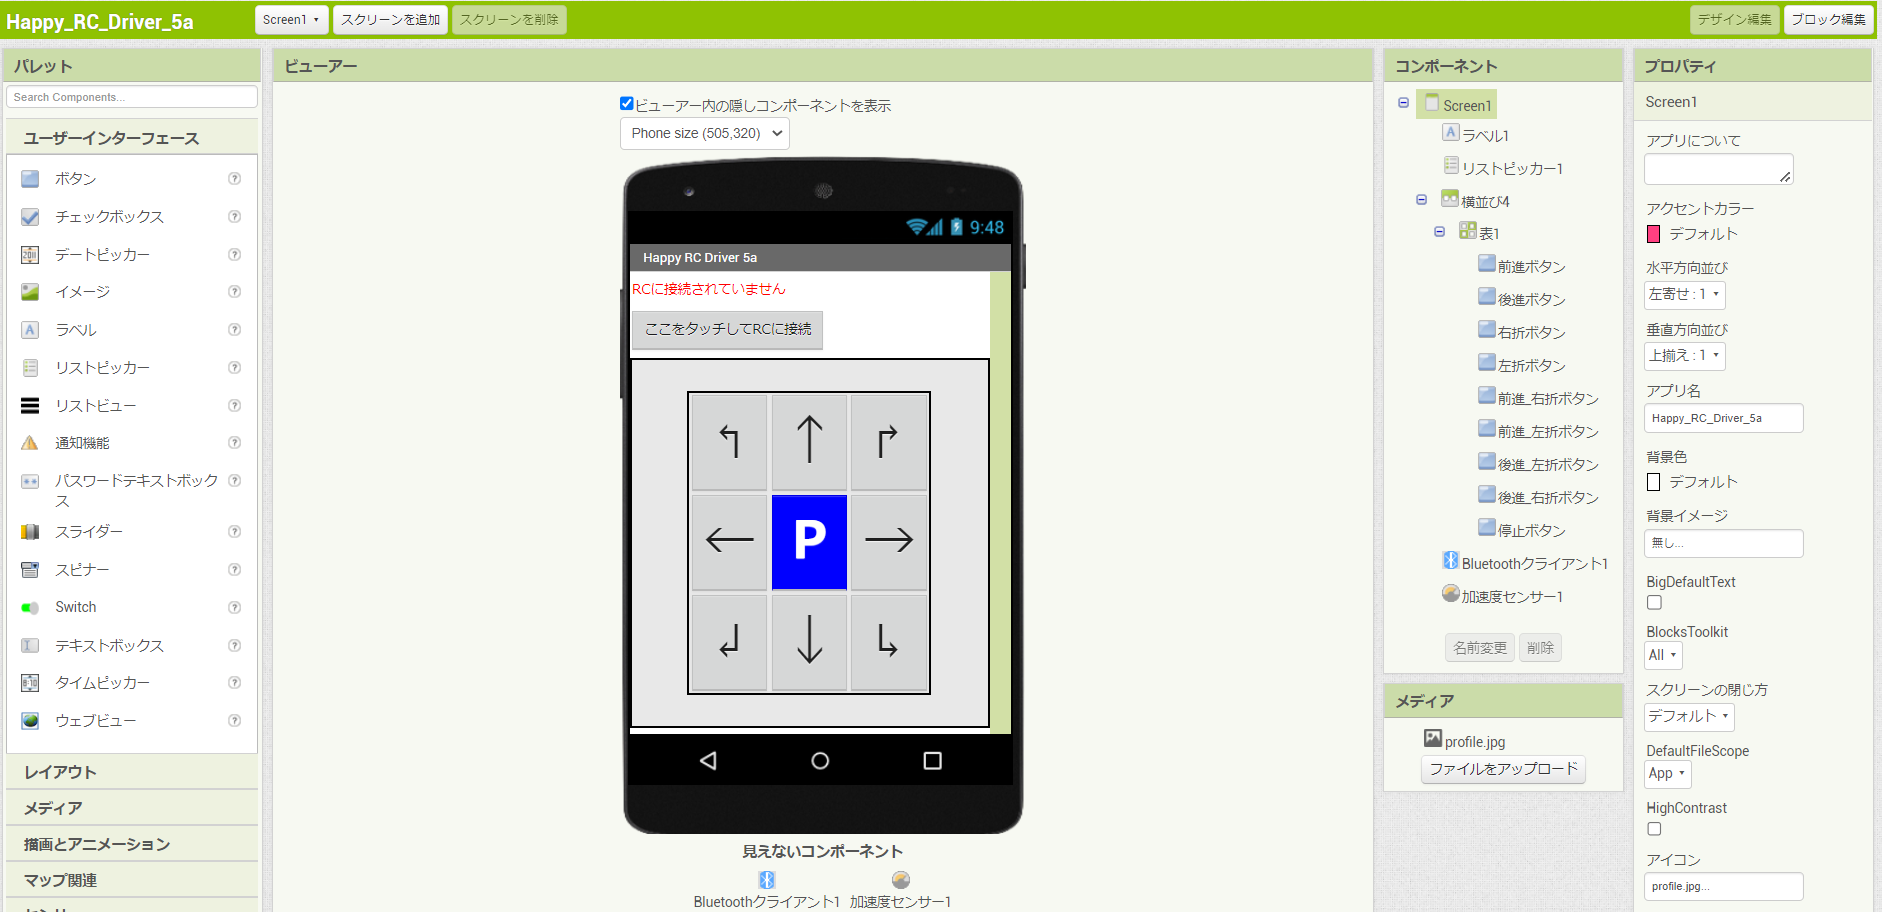 Happy_RC_Driver_5a
Screen1 ▾
スクリーンを追加
スクリーンを削除
デザイン編集
ブロック編集
パレット
Search Components...
ユーザーインターフェース
ボタン ?
チェックボックス ?
デートピッカー ?
イメージ ?
ラベル ?
リストピッカー ?
リストビュー ?
通知機能 ?
パスワードテキストボック ?
ス
スライダー ?
スピナー ?
Switch ?
テキストボックス ?
タイムピッカー ?
ウェブビュー ?
レイアウト
メディア
描画とアニメーション
マップ関連
ビューアー
ビューアー内の隠しコンポーネントを表示
Phone size (505,320)
9:48
Happy RC Driver 5a
RCに接続されていません
ここをタッチしてRCに接続
↰ ↑ ↱
← P →
↲ ↓ ↳
見えないコンポーネント
Bluetoothクライアント1 加速度センサー1
コンポーネント
Screen1
ラベル1
リストピッカー1
横並び4
表1
前進ボタン
後進ボタン
右折ボタン
左折ボタン
前進_右折ボタン
前進_左折ボタン
後進_左折ボタン
後進_右折ボタン
停止ボタン
Bluetoothクライアント1
加速度センサー1
名前変更 削除
メディア
profile.jpg
ファイルをアップロード
プロパティ
Screen1
アプリについて
アクセントカラー
デフォルト
水平方向並び
左寄せ : 1 ▾
垂直方向並び
上揃え : 1 ▾
アプリ名
Happy_RC_Driver_5a
背景色
デフォルト
背景イメージ
無し...
BigDefaultText
BlocksToolkit
All ▾
スクリーンの閉じ方
デフォルト ▾
DefaultFileScope
App ▾
HighContrast
アイコン
profile.jpg...